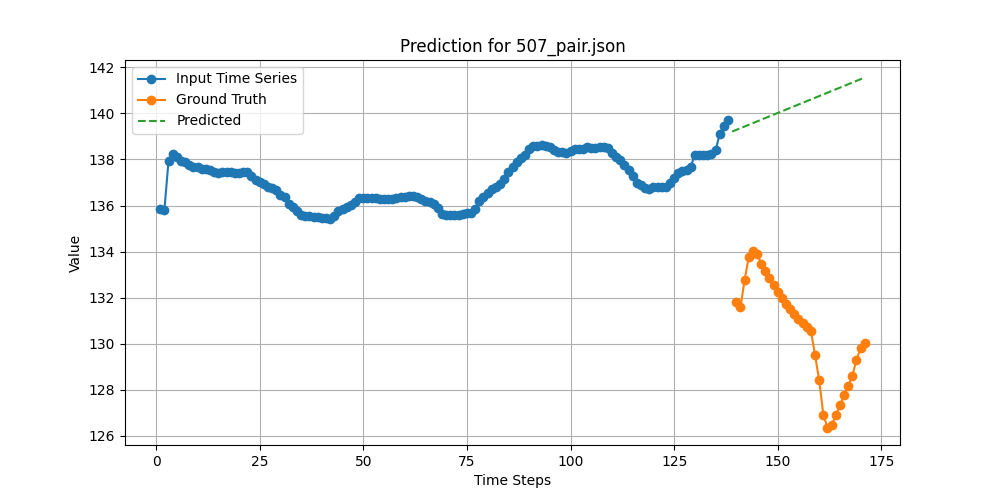 Prediction for 507_pair.json
142
140
138
136
134
132
130
128
126
Value
Input Time Series
Ground Truth
Predicted
0
25
50
75
100
125
150
175
Time Steps